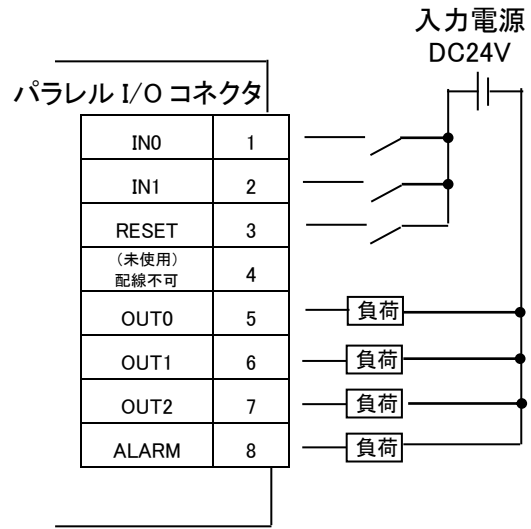 入力電源
DC24V
パラレル I/O コネクタ
IN0 1
IN1 2
RESET 3
(未使用)
配線不可 4
OUT0 5 負荷
OUT1 6 負荷
OUT2 7 負荷
ALARM 8 負荷